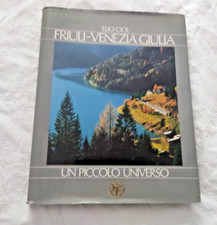 ELIO CIOL
FRIULI-VENEZIA GIULIA
UN PICCOLO UNIVERSO